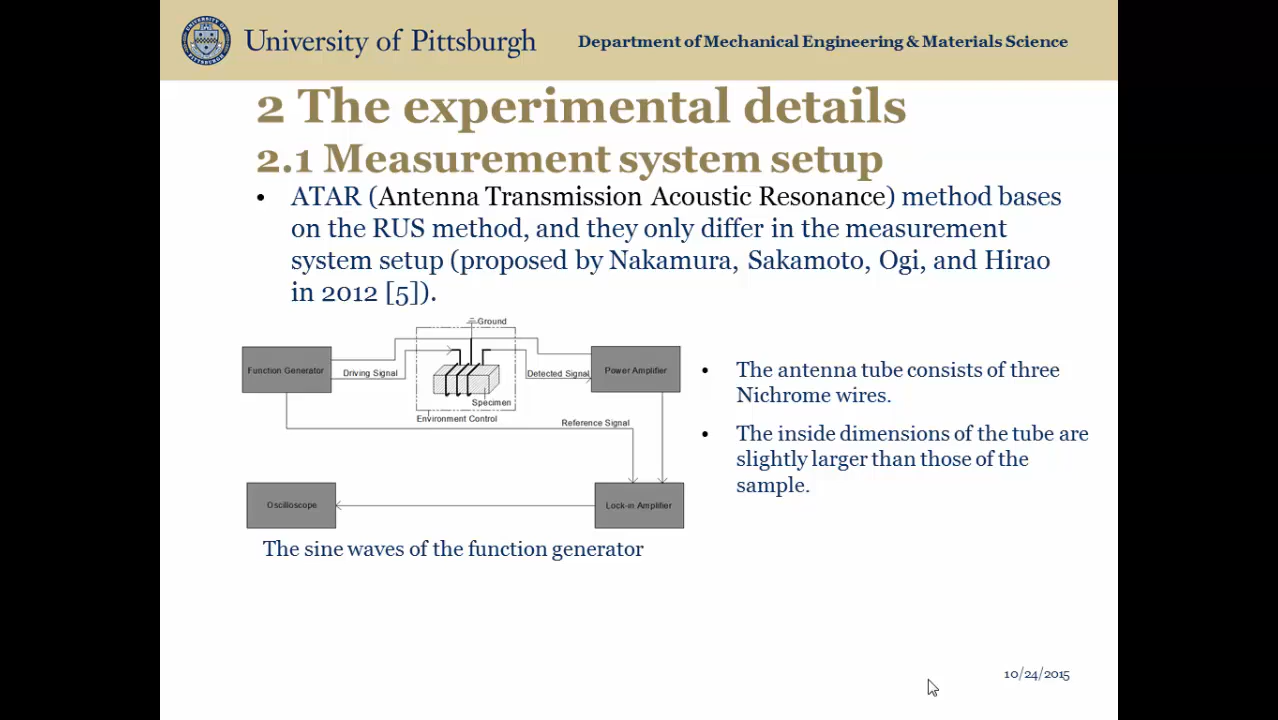 University of Pittsburgh
Department of Mechanical Engineering & Materials Science
2 The experimental details
2.1 Measurement system setup
• ATAR (Antenna Transmission Acoustic Resonance) method bases
on the RUS method, and they only differ in the measurement
system setup (proposed by Nakamura, Sakamoto, Ogi, and Hirao
in 2012 [5]).
Ground
Function Generator
Driving Signal
Detected Signal
Power Amplifier
Specimen
Environment Control
Reference Signal
Oscilloscope
Lock-in Amplifier
• The antenna tube consists of three
Nichrome wires.
• The inside dimensions of the tube are
slightly larger than those of the
sample.
The sine waves of the function generator
10/24/2015